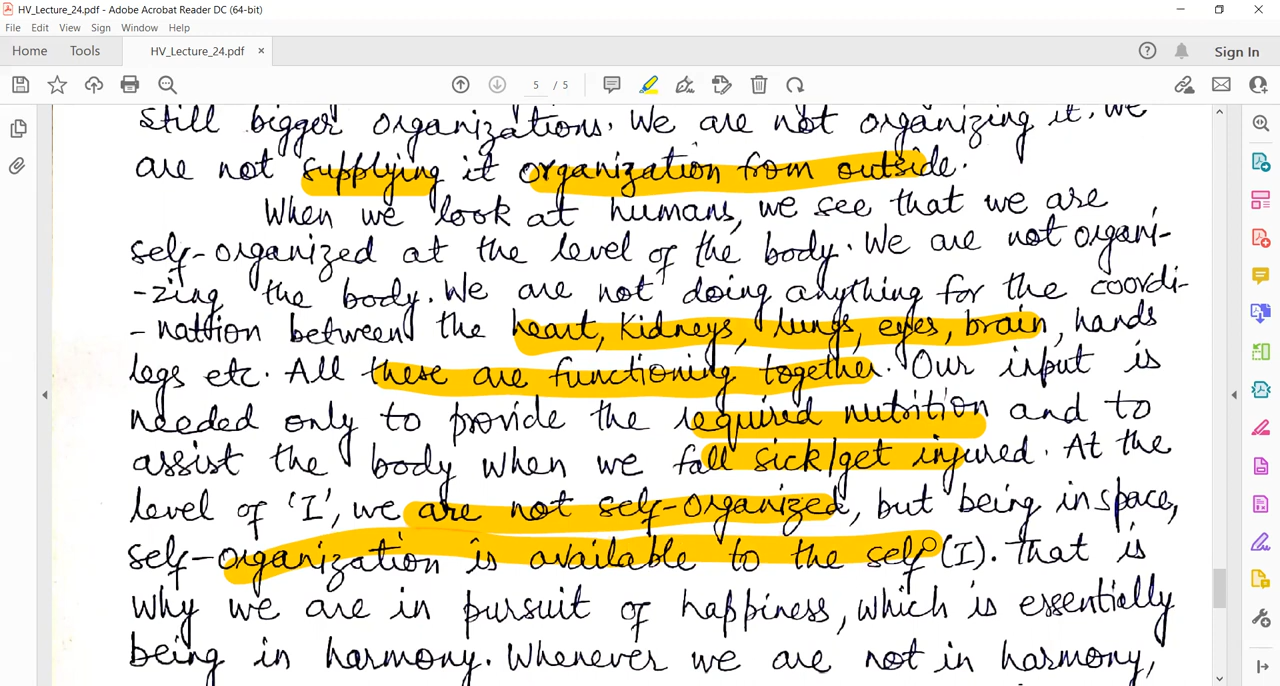 HV_Lecture_24.pdf - Adobe Acrobat Reader DC (64-bit)
File Edit View Sign Window Help
Home Tools HV_Lecture_24.pdf × Sign In
5 / 5
Still bigger organizations. We are not organizing it. We
are not supplying it organization from outside.
When we look at humans, we see that we are
self-organized at the level of the body. We are not organi-
-zing the body. We are not doing anything for the coordi-
-nattion between the heart, Kidneys, lungs, eyes, brain, hands
legs etc. All these are functioning together. Our input is
needed only to provide the required nutrition and to
assist the body when we fall sick/get injured. At the
level of 'I', we are not self-organized, but being in space,
self-organization is available to the self (I). That is
why we are in pursuit of happiness, which is essentially
being in harmony. Whenever we are not in harmony,